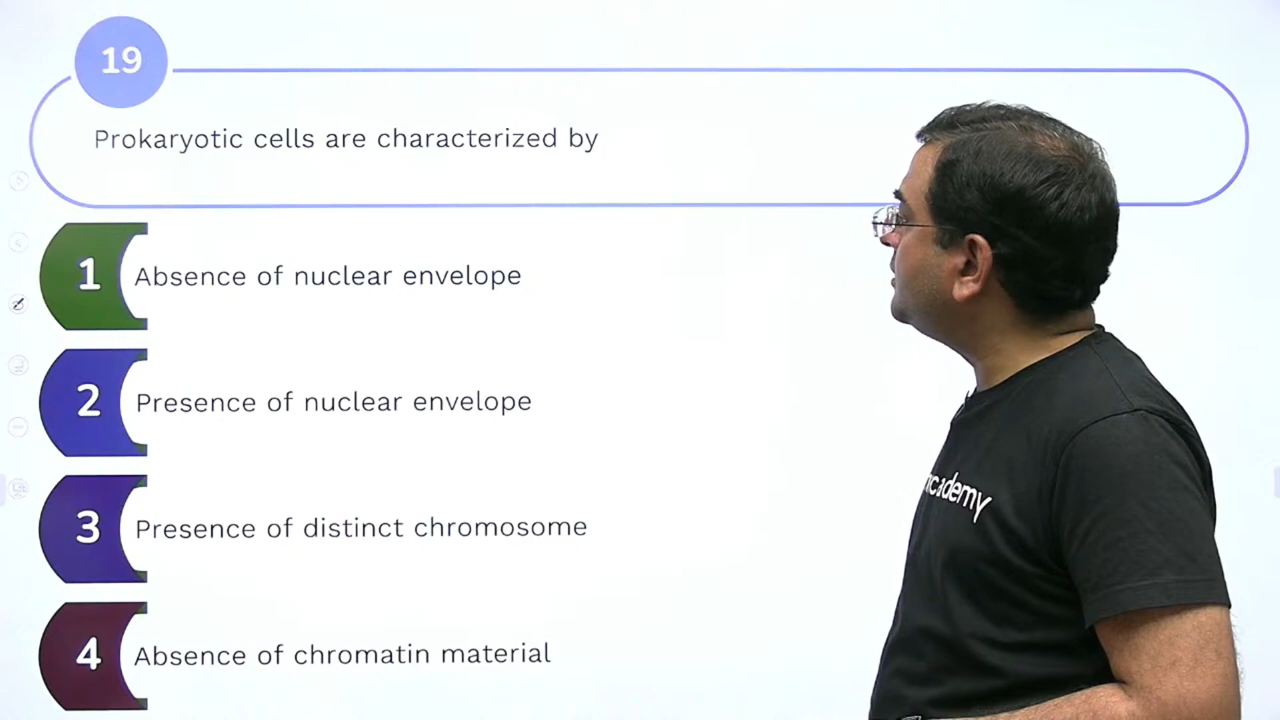 19
Prokaryotic cells are characterized by
1 Absence of nuclear envelope
2 Presence of nuclear envelope
3 Presence of distinct chromosome
4 Absence of chromatin material